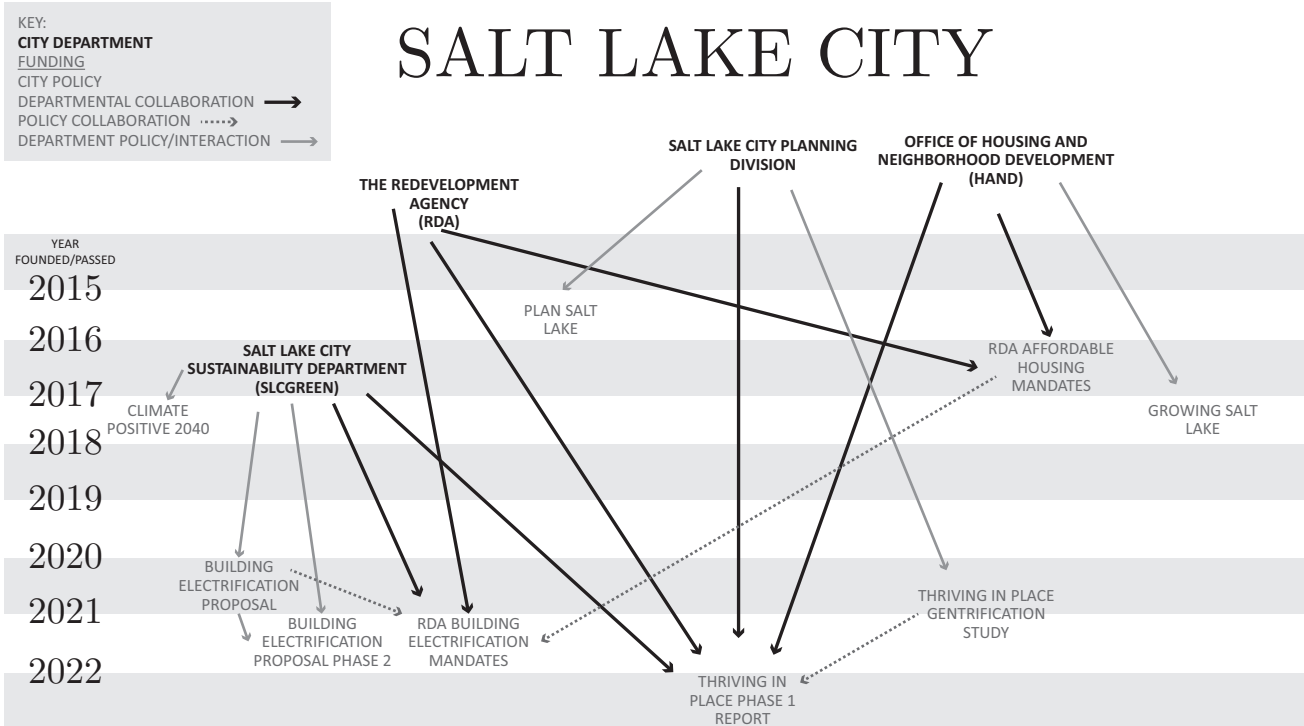 KEY:
CITY DEPARTMENT
FUNDING
CITY POLICY
DEPARTMENTAL COLLABORATION
POLICY COLLABORATION
DEPARTMENT POLICY/INTERACTION
SALT LAKE CITY
SALT LAKE CITY PLANNING
DIVISION
OFFICE OF HOUSING AND
NEIGHBORHOOD DEVELOPMENT
(HAND)
THE REDEVELOPMENT
AGENCY
(RDA)
YEAR
FOUNDED/PASSED
2015
PLAN SALT
LAKE
2016
SALT LAKE CITY
SUSTAINABILITY DEPARTMENT
(SLCGREEN)
RDA AFFORDABLE
HOUSING
MANDATES
2017
CLIMATE
POSITIVE 2040
GROWING SALT
LAKE
2018
2019
2020
BUILDING
ELECTRIFICATION
PROPOSAL
THRIVING IN PLACE
GENTRIFICATION
STUDY
2021
BUILDING
ELECTRIFICATION
PROPOSAL PHASE 2
RDA BUILDING
ELECTRIFICATION
MANDATES
2022
THRIVING IN
PLACE PHASE 1
REPORT